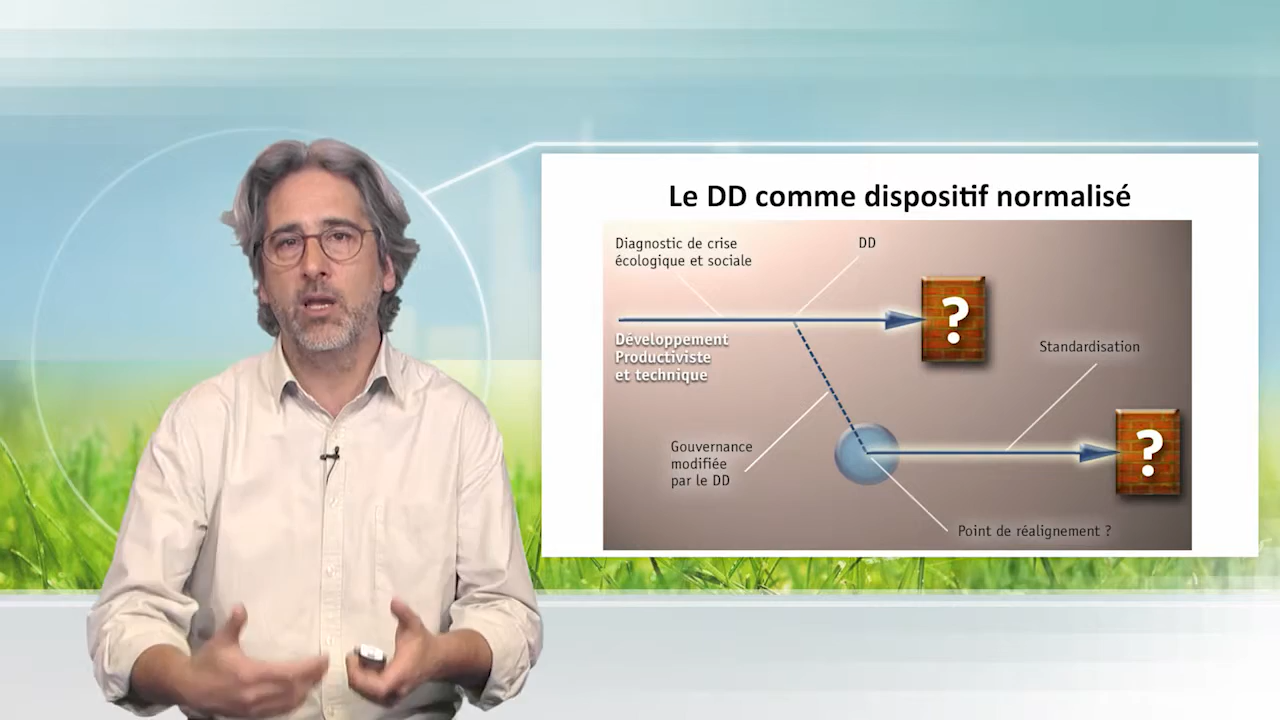 Le DD comme dispositif normalisé
Diagnostic de crise
écologique et sociale
DD
?
Développement
Productiviste
et technique
Standardisation
Gouvernance
modifiée
par le DD
?
Point de réalignement ?